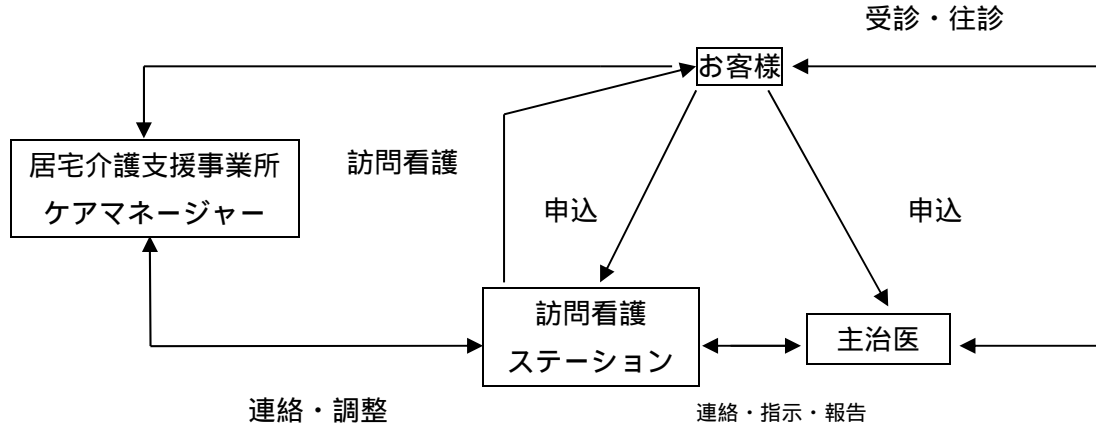 受診・往診
お客様
居宅介護支援事業所
ケアマネージャー
訪問看護
申込
申込
訪問看護
ステーション
主治医
連絡・調整
連絡・指示・報告